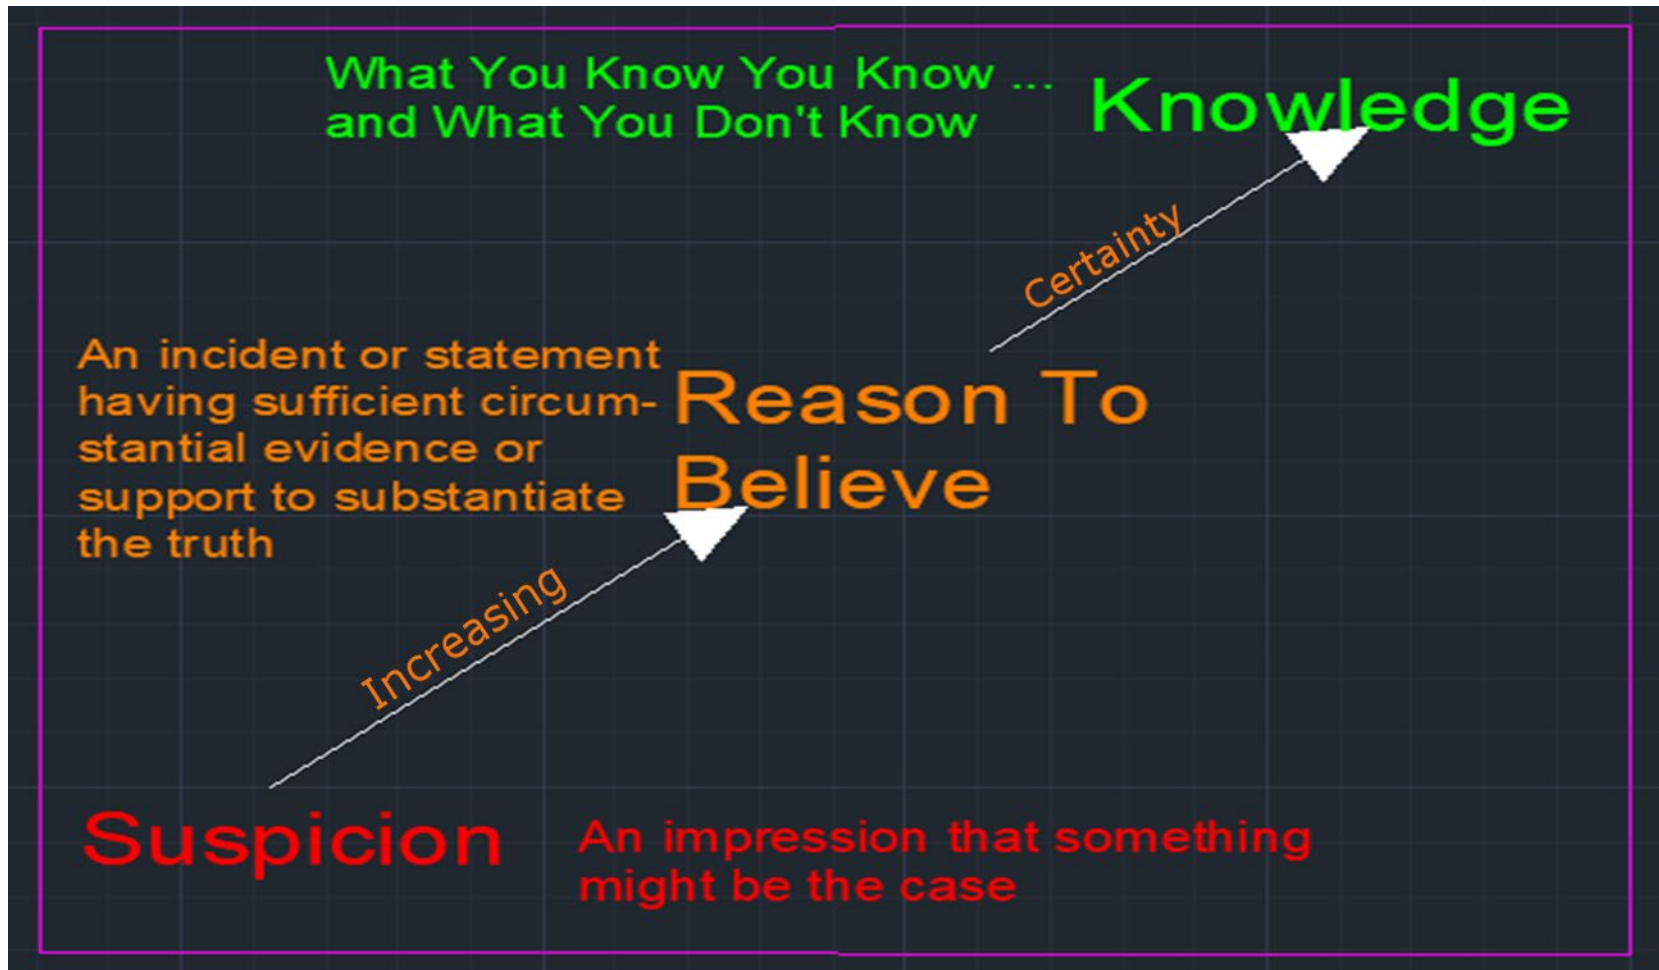 What You Know You Know ...
and What You Don't Know
Knowledge
Certainty
An incident or statement
having sufficient circum-
stantial evidence or
support to substantiate
the truth
Reason To
Believe
Increasing
Suspicion
An impression that something
might be the case